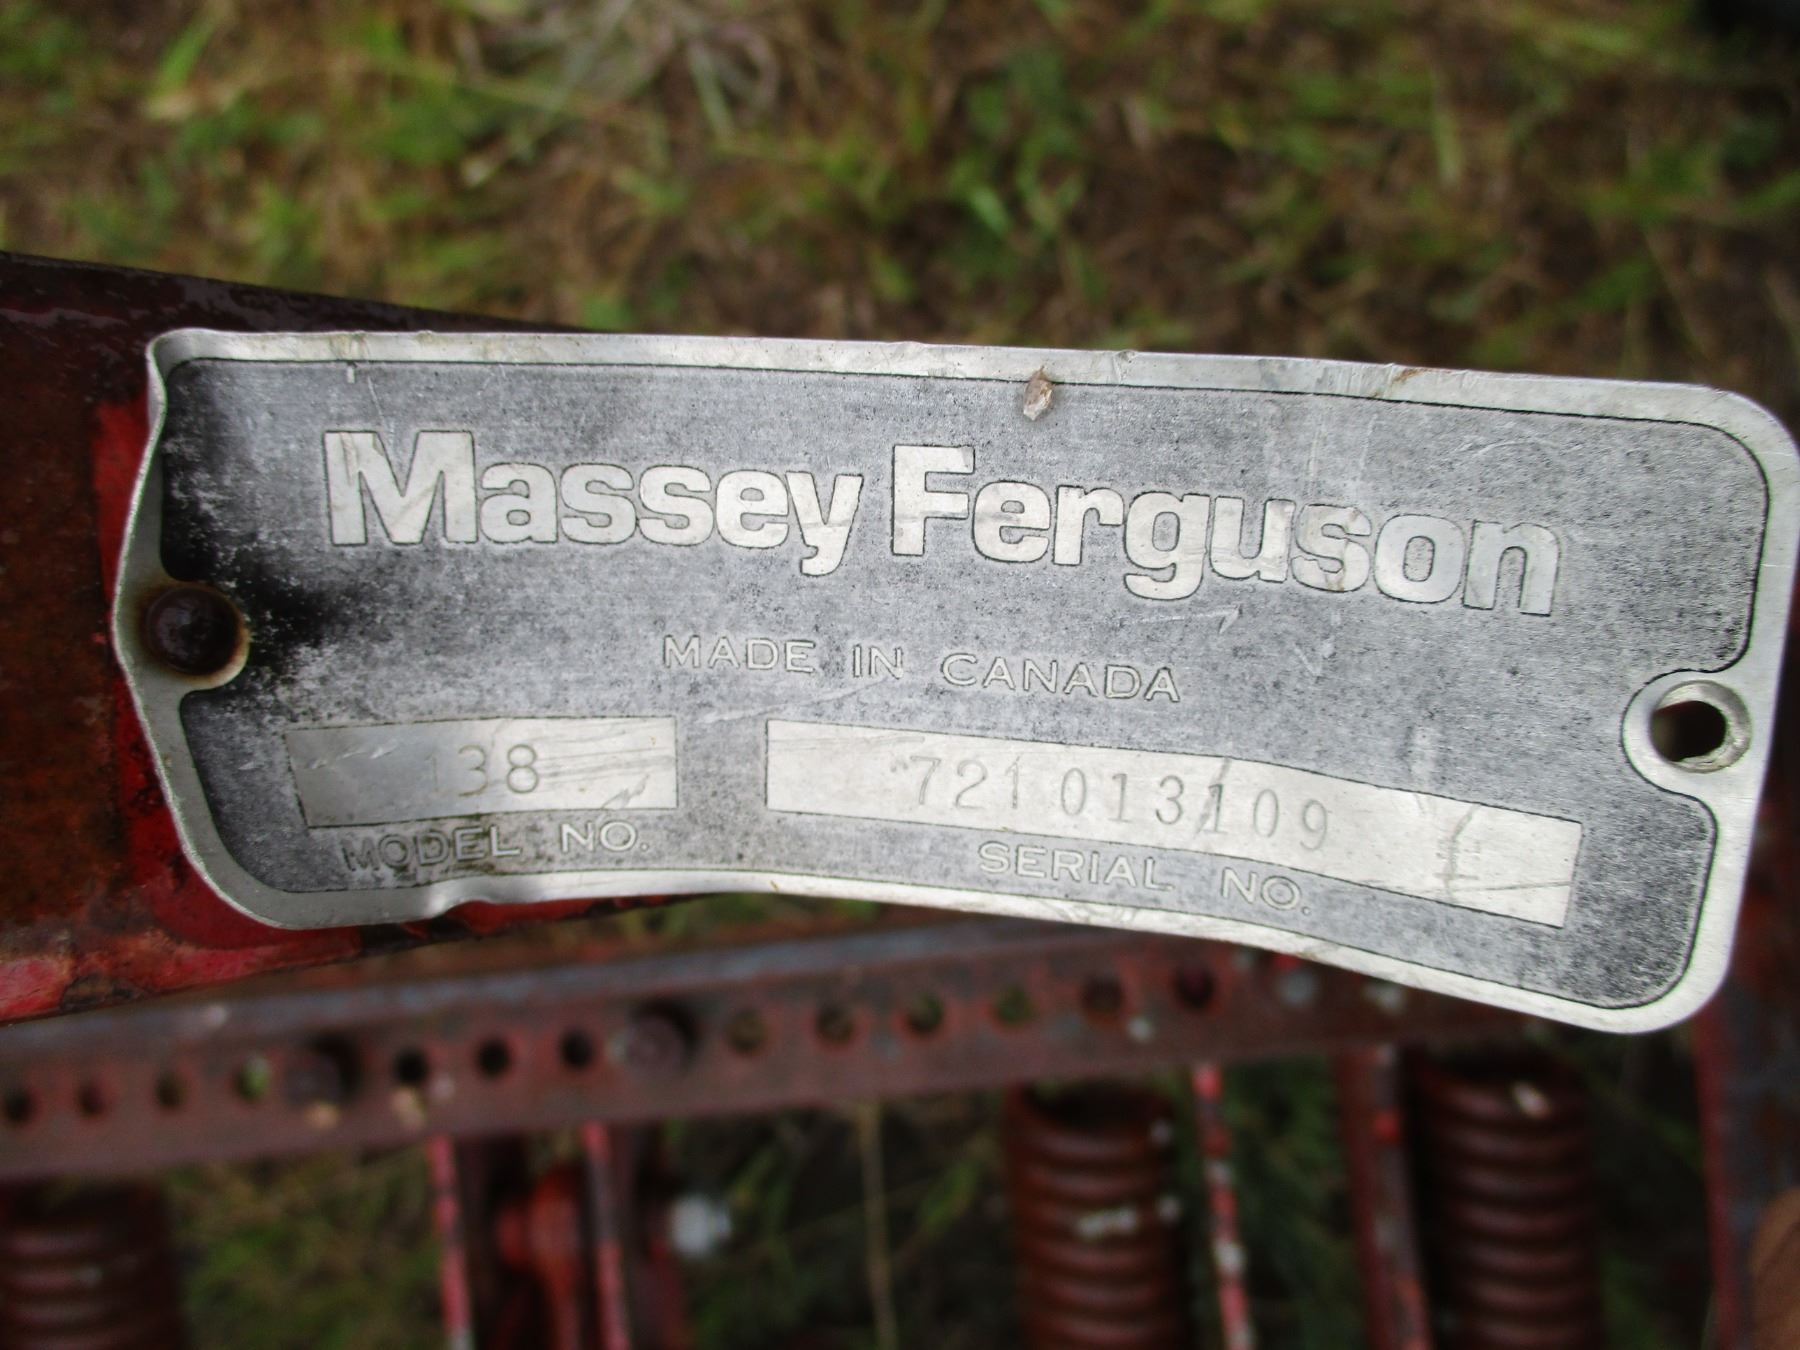 Massey Ferguson
MADE IN CANADA
138 721 013109
MODEL NO. SERIAL NO.